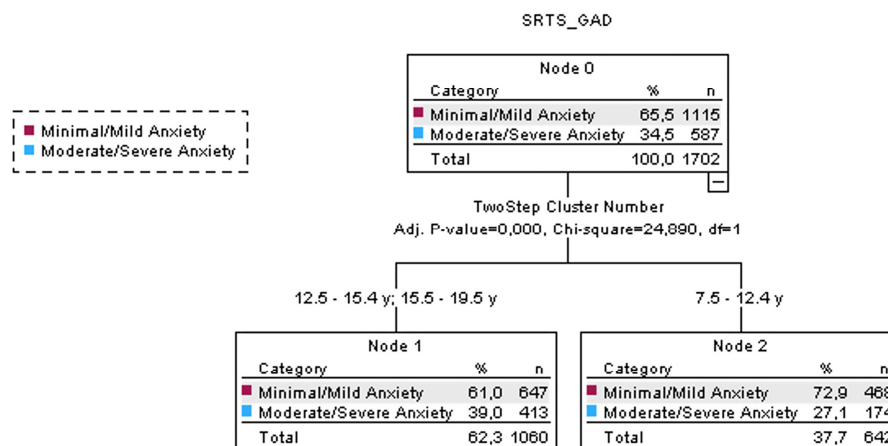 SRTS_GAD
Minimal/Mild Anxiety
Moderate/Severe Anxiety
Node 0
Category % n
Minimal/Mild Anxiety 65,5 1115
Moderate/Severe Anxiety 34,5 587
Total 100,0 1702
TwoStep Cluster Number
Adj. P-value=0,000, Chi-square=24,890, df=1
12.5 - 15.4 y; 15.5 - 19.5 y
7.5 - 12.4 y
Node 1
Category % n
Minimal/Mild Anxiety 61,0 647
Moderate/Severe Anxiety 39,0 413
Total 62,3 1060
Node 2
Category % n
Minimal/Mild Anxiety 72,9 468
Moderate/Severe Anxiety 27,1 174
Total 37,7 642